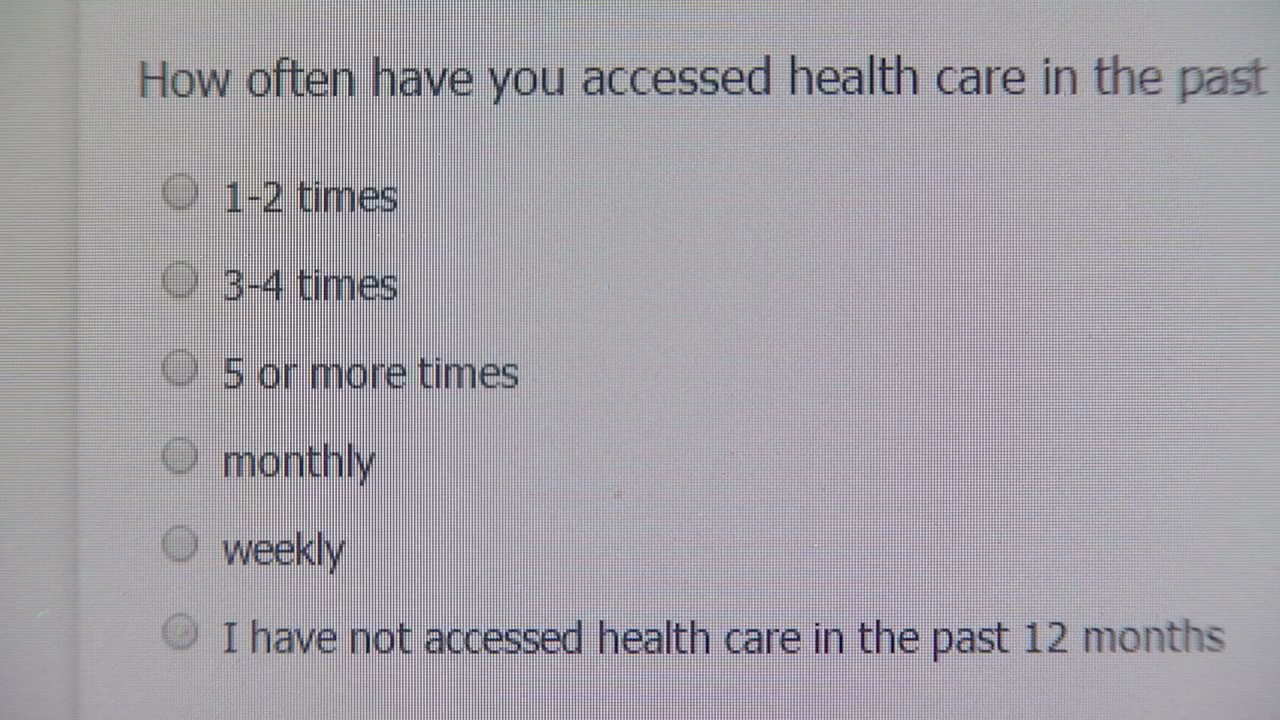 How often have you accessed health care in the past
1-2 times
3-4 times
5 or more times
monthly
weekly
I have not accessed health care in the past 12 months